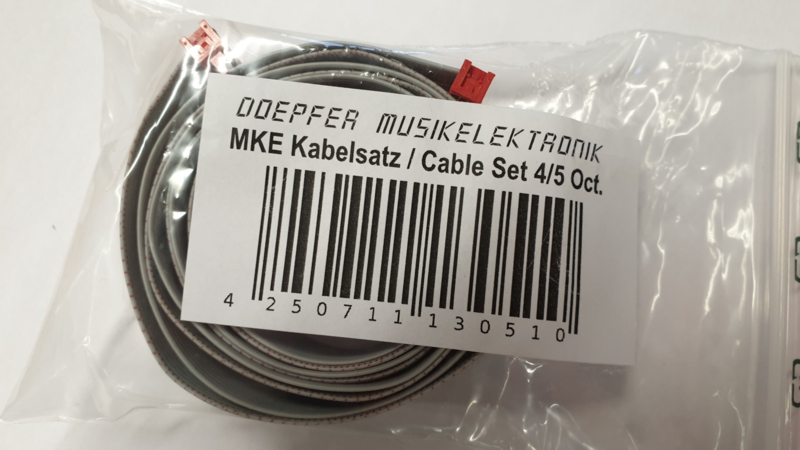 DOEPFER MUSIKELEKTRONIK
MKE Kabelsatz / Cable Set 4/5 Oct.
4 250711 130510